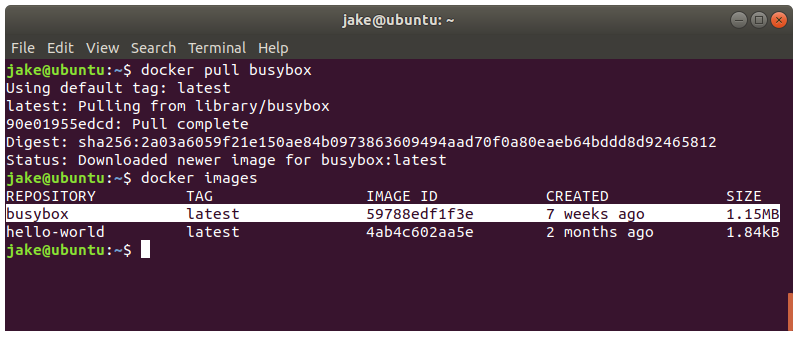 jake@ubuntu: ~
File Edit View Search Terminal Help
jake@ubuntu:~$ docker pull busybox
Using default tag: latest
latest: Pulling from library/busybox
90e01955edcd: Pull complete
Digest: sha256:2a03a6059f21e150ae84b0973863609494aad70f0a80eaeb64bddd8d92465812
Status: Downloaded newer image for busybox:latest
jake@ubuntu:~$ docker images
REPOSITORY TAG IMAGE ID CREATED SIZE
busybox latest 59788edf1f3e 7 weeks ago 1.15MB
hello-world latest 4ab4c602aa5e 2 months ago 1.84kB
jake@ubuntu:~$